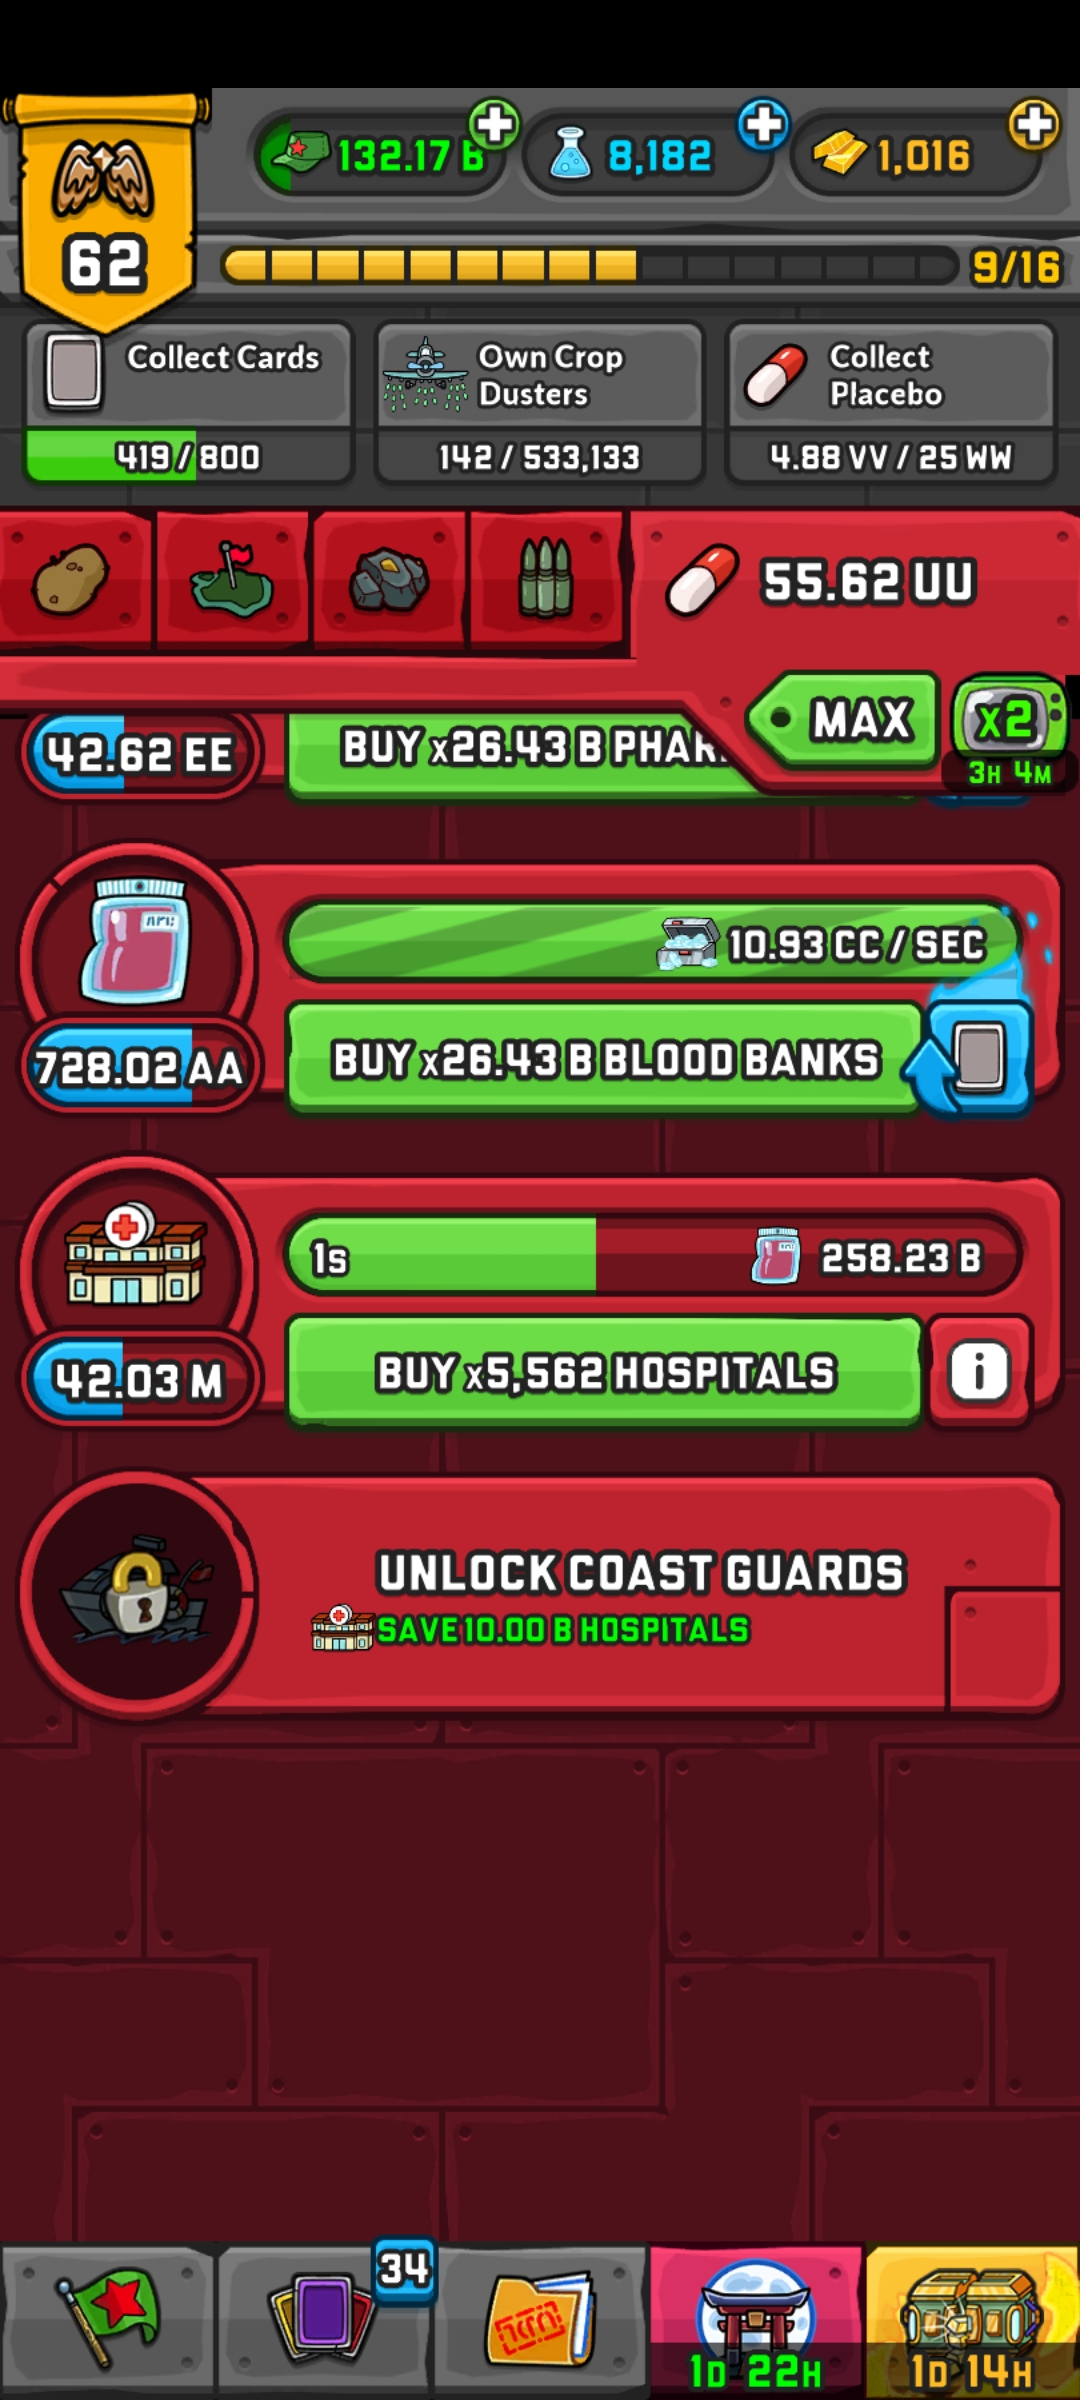 132.17 B
8,182
1,016
62
9/16
Collect Cards
419 / 800
Own Crop
Dusters
142 / 533,133
Collect
Placebo
4.88 VV / 25 WW
55.62 UU
MAX
x2
3H 4M
42.62 EE
BUY x26.43 B PHAR
10.93 CC / SEC
728.02 AA
BUY x26.43 B BLOOD BANKS
1s
258.23 B
42.03 M
BUY x5,562 HOSPITALS
i
UNLOCK COAST GUARDS
SAVE 10.00 B HOSPITALS
34
1D 22H
1D 14H